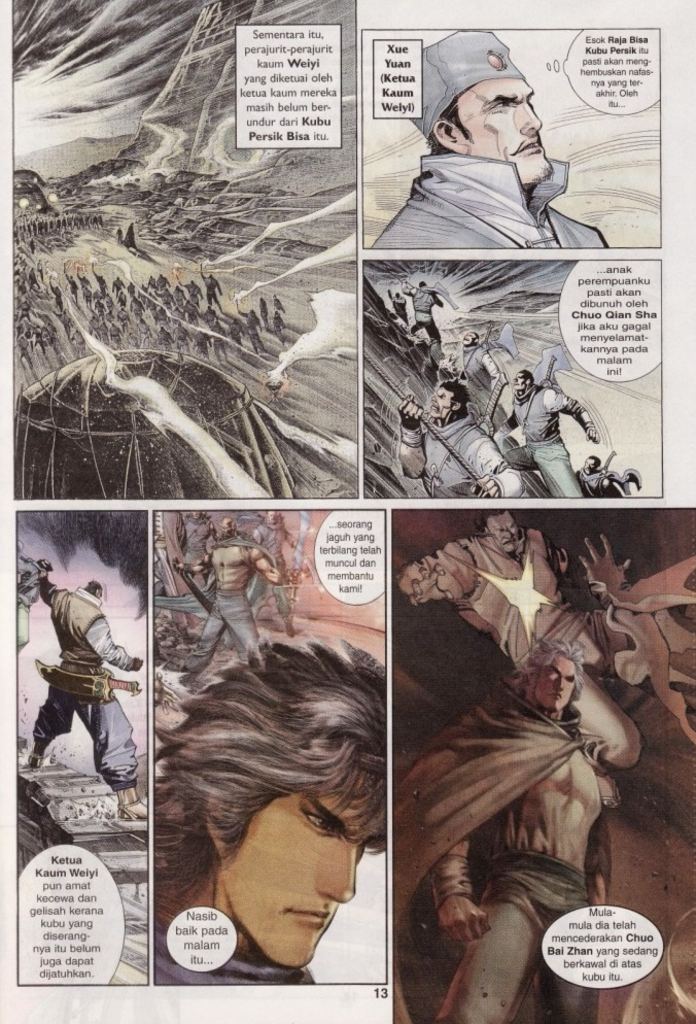 Sementara itu,
perajurit-perajurit
kaum Weiyi
yang diketuai oleh
ketua kaum mereka
masih belum ber-
undur dari Kubu
Persik Bisa itu.
Xue
Yuan
(Ketua
Kaum
Weiyi)
Esok Raja Bisa
Kubu Persik itu
pasti akan meng-
hembuskan nafas-
nya yang ter-
akhir. Oleh
itu...
...anak
perempuanku
pasti akan
dibunuh oleh
Chuo Qian Sha
jika aku gagal
menyelamat-
kannya pada
malam
ini!
Ketua
Kaum Weiyi
pun amat
kecewa dan
gelisah kerana
kubu yang
diserang-
nya itu belum
juga dapat
dijatuhkan.
...seorang
jaguh yang
terbilang telah
muncul dan
membantu
kami!
Nasib
baik pada
malam
itu...
Mula-
mula dia telah
mencederakan Chuo
Bai Zhan yang sedang
berkawal di atas
kubu itu.
13